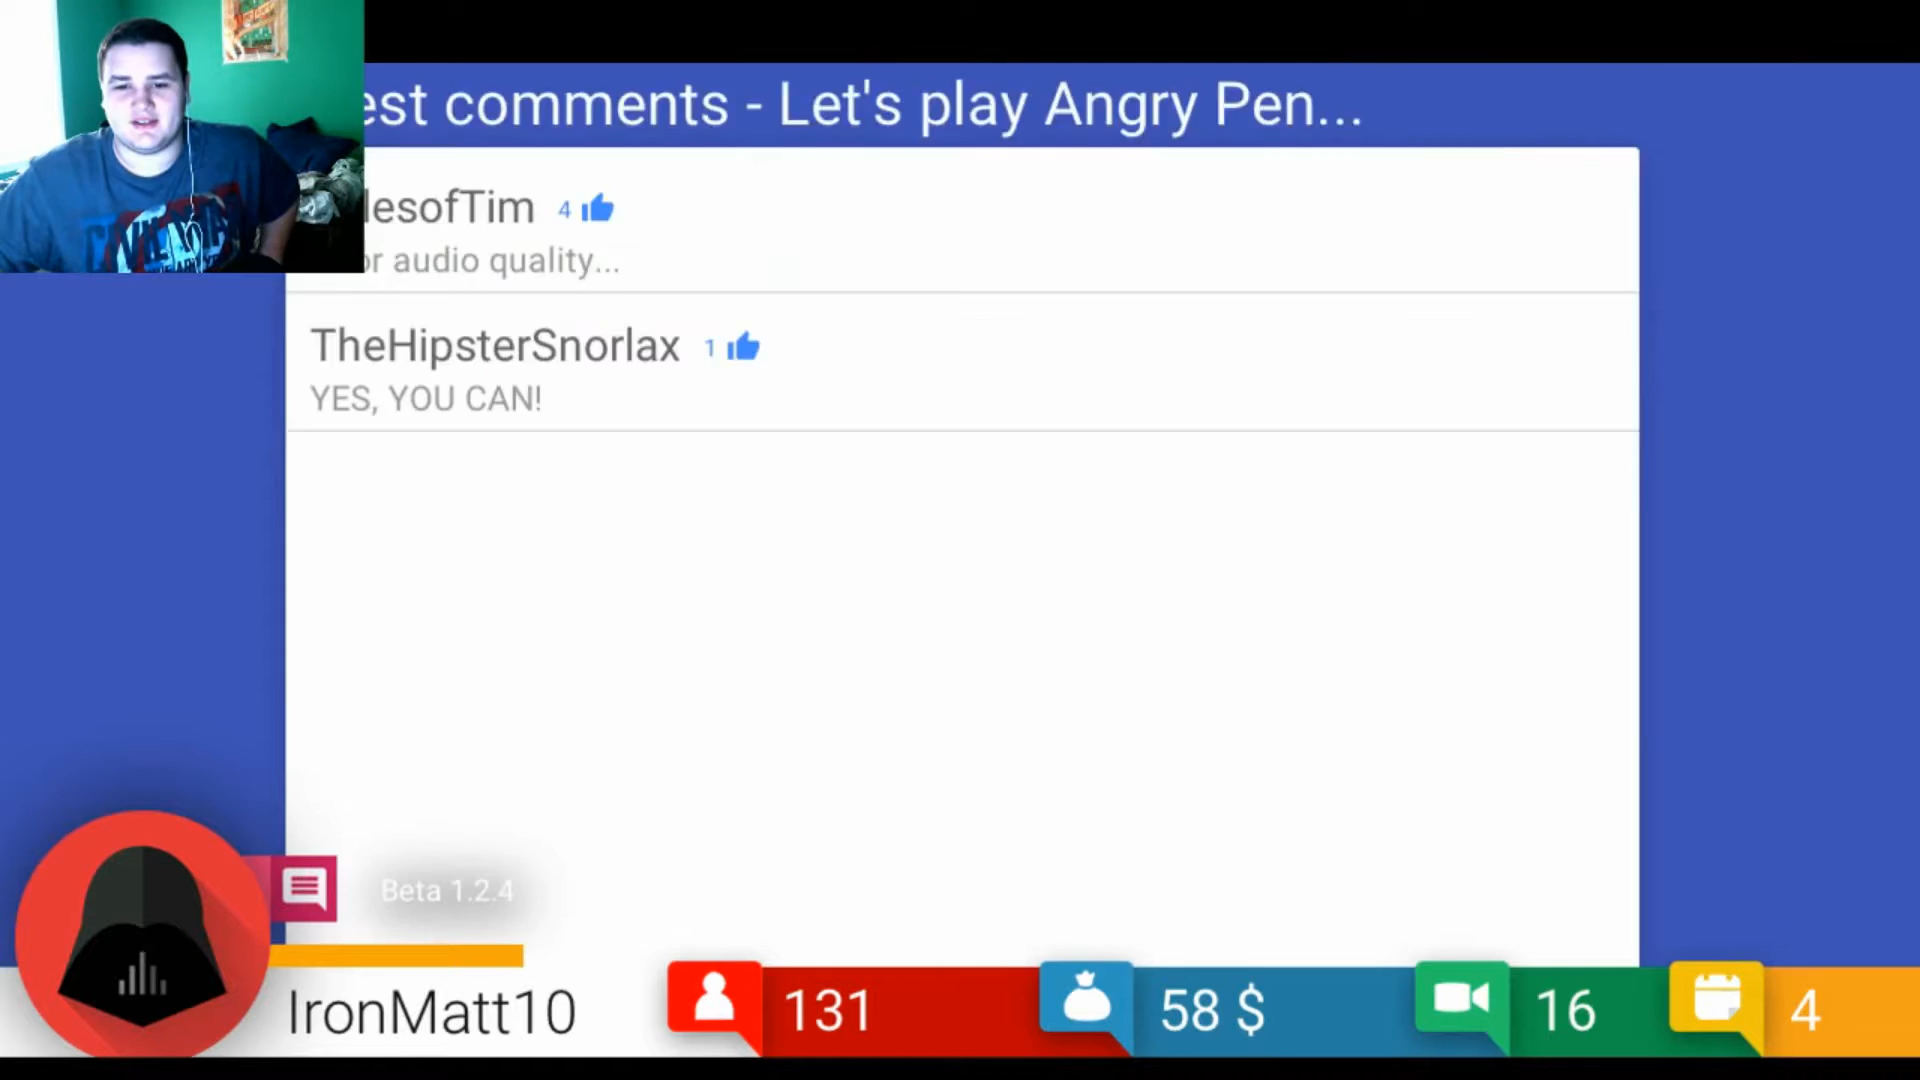 est comments - Let's play Angry Pen...
lesofTim 4
or audio quality...
TheHipsterSnorlax 1
YES, YOU CAN!
Beta 1.2.4
IronMatt10 131 58 $ 16 4